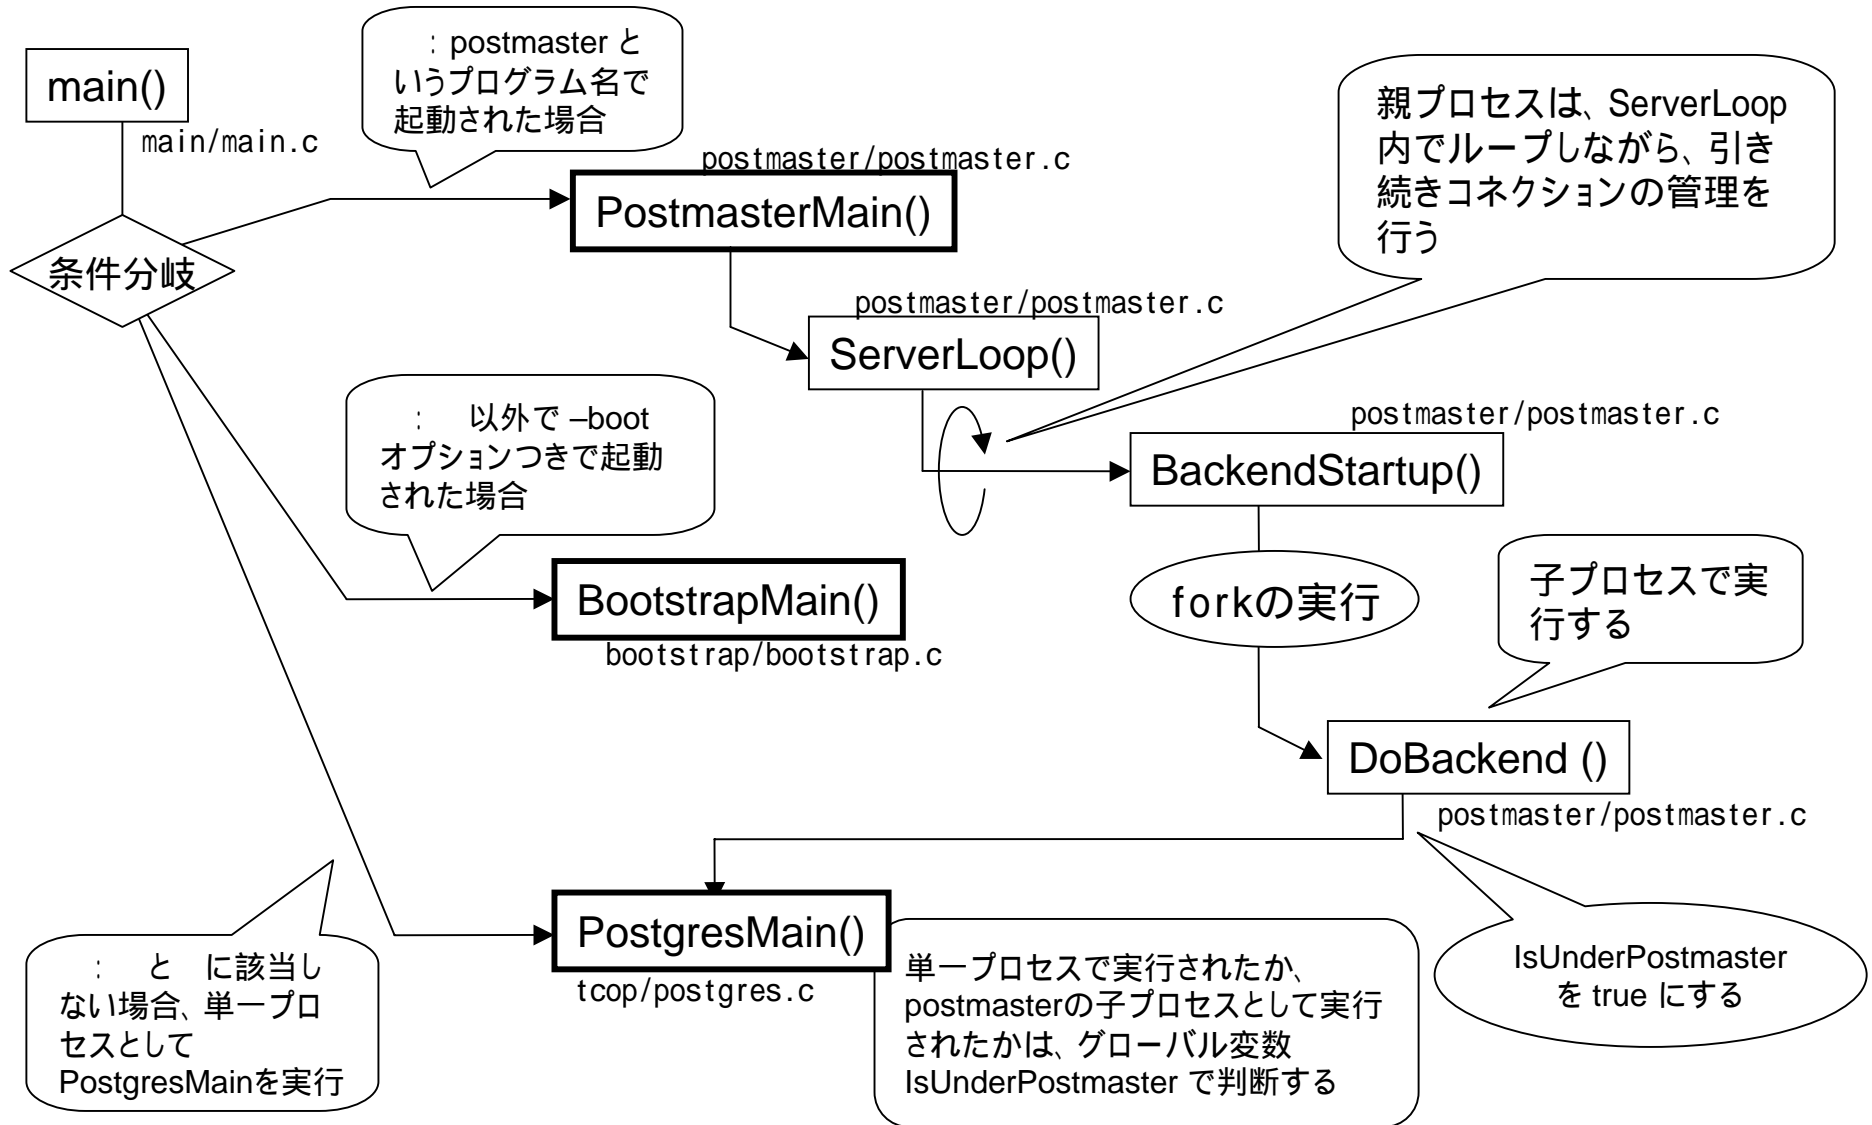 main()
main/main.c
条件分岐
: postmaster と
いうプログラム名で
起動された場合
postmaster/postmaster.c
PostmasterMain()
親プロセスは、ServerLoop
内でループしながら、引き
続きコネクションの管理を
行う
postmaster/postmaster.c
ServerLoop()
: 以外で –boot
オプションつきで起動
された場合
postmaster/postmaster.c
BackendStartup()
BootstrapMain()
bootstrap/bootstrap.c
forkの実行
子プロセスで実
行する
DoBackend ()
postmaster/postmaster.c
PostgresMain()
tcop/postgres.c
: と に該当し
ない場合、単一プロ
セスとして
PostgresMainを実行
単一プロセスで実行されたか、
postmasterの子プロセスとして実行
されたかは、グローバル変数
IsUnderPostmaster で判断する
IsUnderPostmaster
を true にする